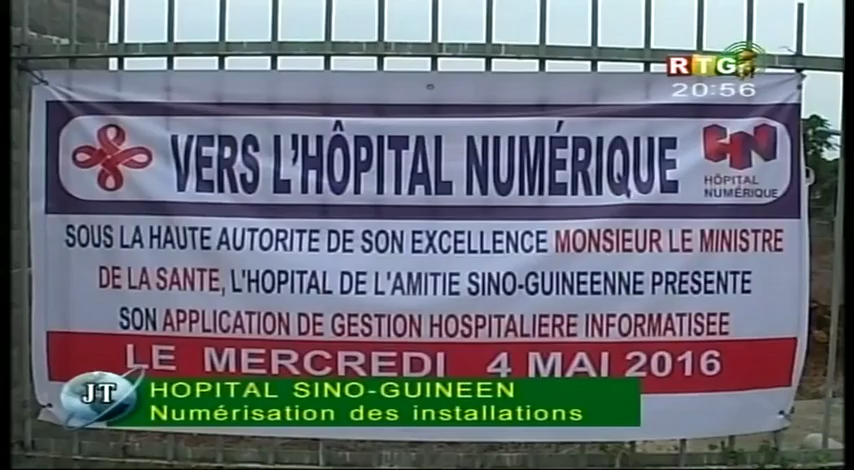 RTG
20:56
VERS L'HÔPITAL NUMÉRIQUE
HÔPITAL
NUMÉRIQUE
SOUS LA HAUTE AUTORITE DE SON EXCELLENCE MONSIEUR LE MINISTRE
DE LA SANTE, L'HOPITAL DE L'AMITIE SINO-GUINEENNE PRESENTE
SON APPLICATION DE GESTION HOSPITALIERE INFORMATISEE
LE MERCREDI 4 MAI 2016
JT
HOPITAL SINO-GUINEEN
Numérisation des installations